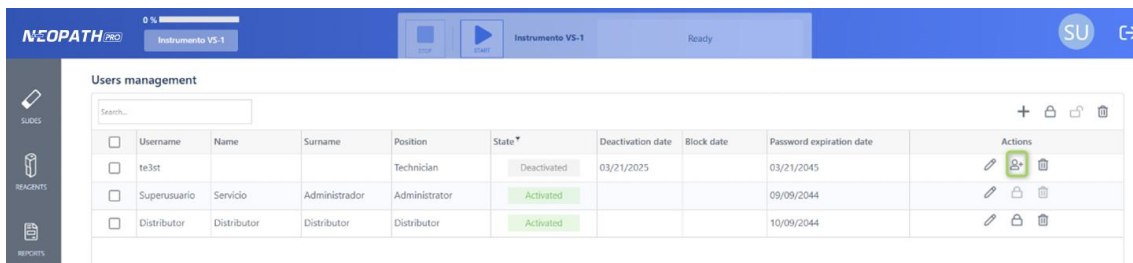 NEOPATH PRO
0 %
Instrumento VS-1
STOP
START
Instrumento VS-1
Ready
SU
SLIDES
REAGENTS
REPORTS
Users management
Search...
Username Name Surname Position State Deactivation date Block date Password expiration date Actions
te3st Technician Deactivated 03/21/2025 03/21/2045
Superusuario Servicio Administrador Administrator Activated 09/09/2044
Distributor Distributor Distributor Distributor Activated 10/09/2044